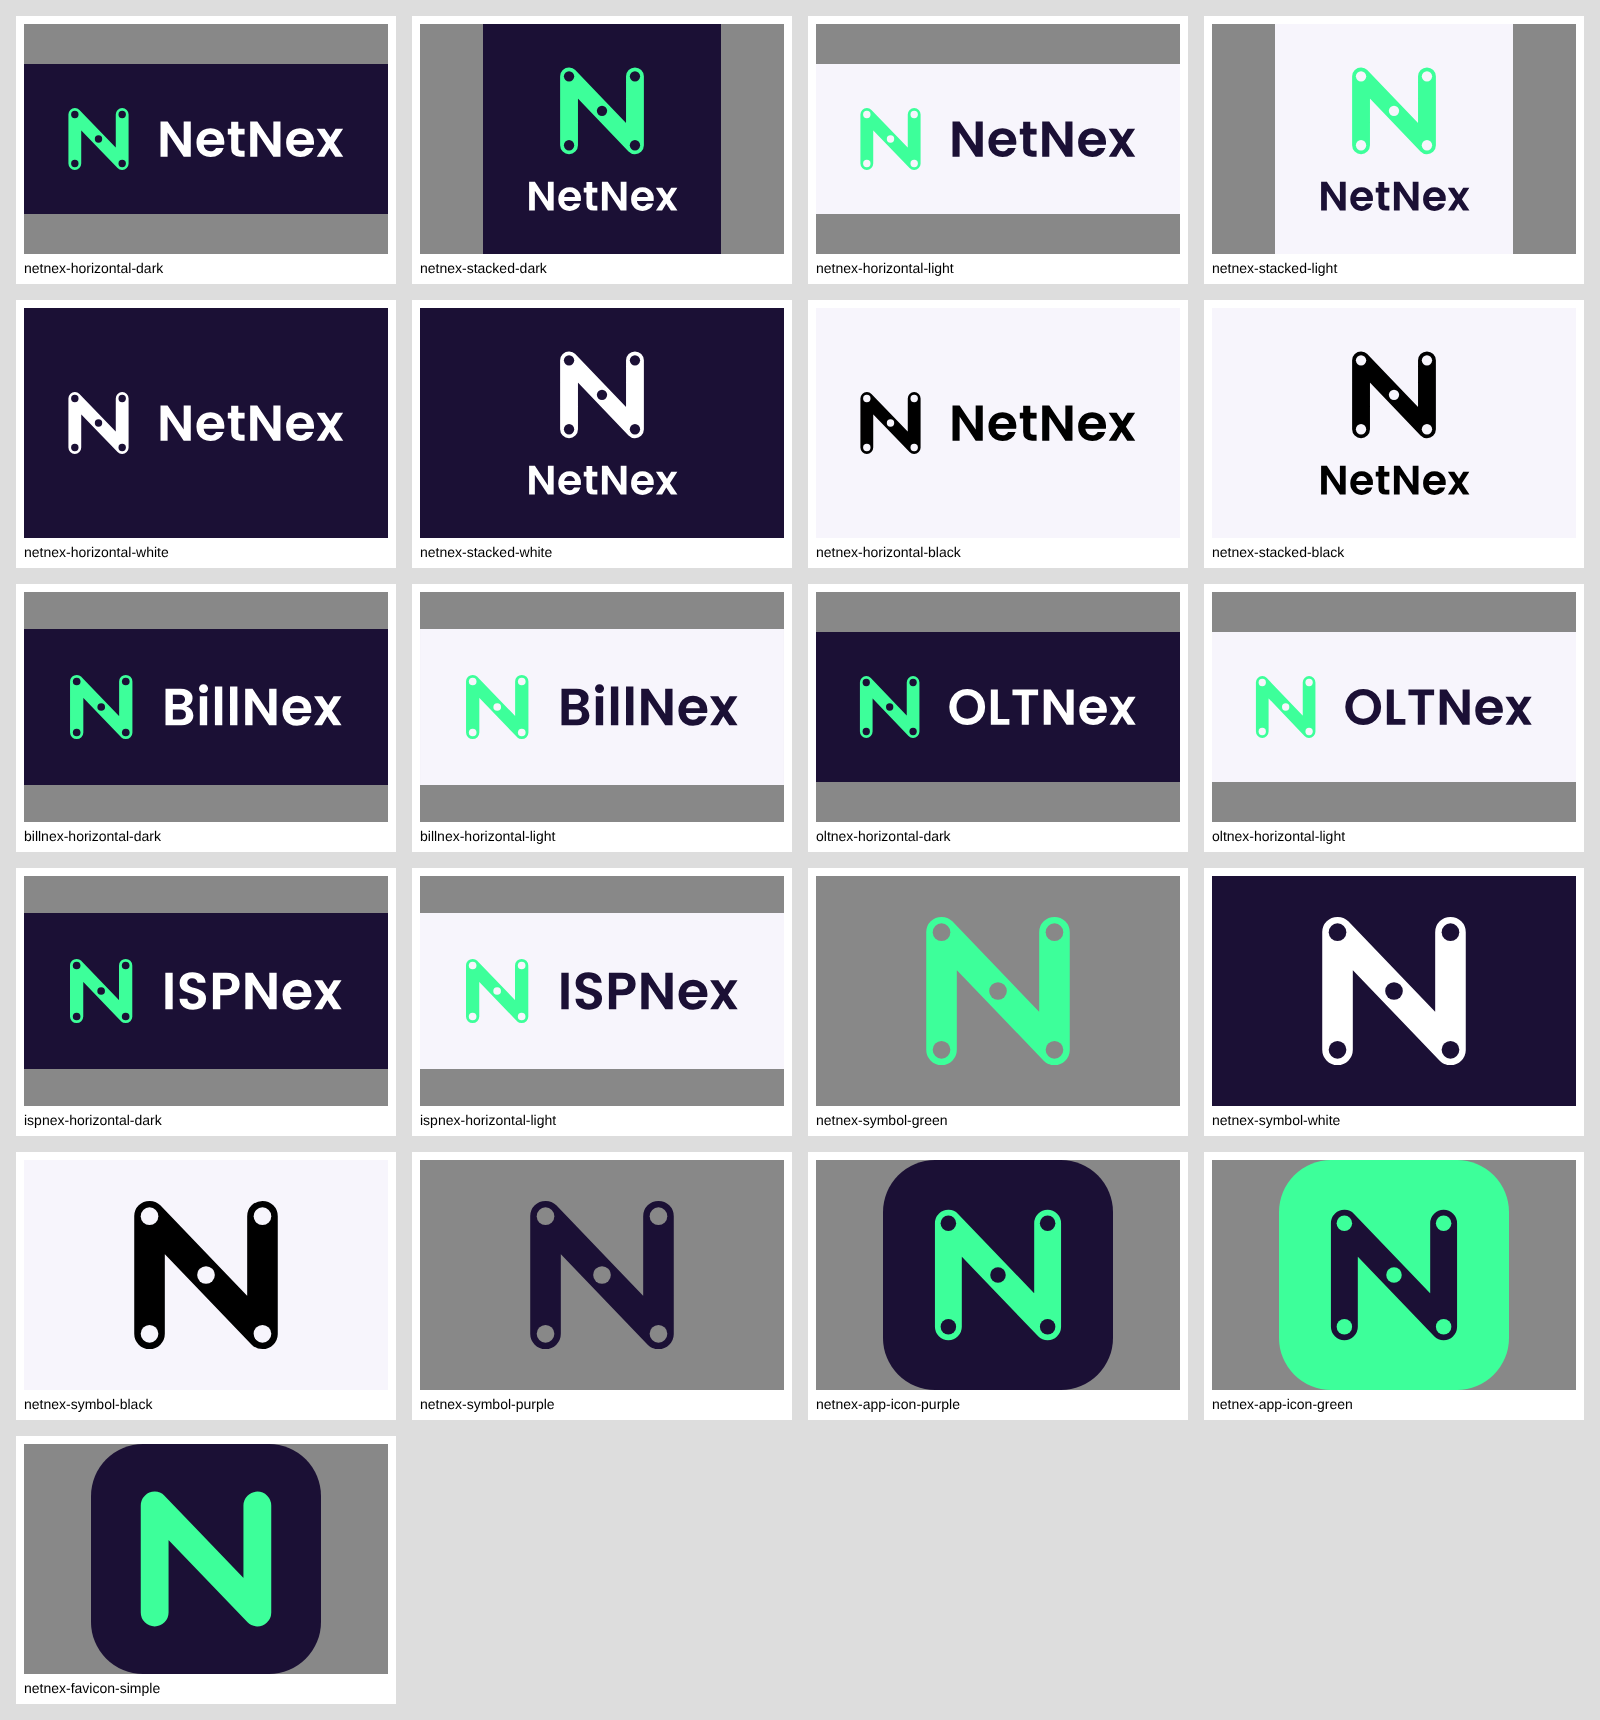 NetNex
netnex-horizontal-dark
NetNex
netnex-stacked-dark
NetNex
netnex-horizontal-light
NetNex
netnex-stacked-light
NetNex
netnex-horizontal-white
NetNex
netnex-stacked-white
NetNex
netnex-horizontal-black
NetNex
netnex-stacked-black
BillNex
billnex-horizontal-dark
BillNex
billnex-horizontal-light
OLTNex
oltnex-horizontal-dark
OLTNex
oltnex-horizontal-light
ISPNex
ispnex-horizontal-dark
ISPNex
ispnex-horizontal-light
N
netnex-symbol-green
N
netnex-symbol-white
N
netnex-symbol-black
N
netnex-symbol-purple
N
netnex-app-icon-purple
N
netnex-app-icon-green
N
netnex-favicon-simple